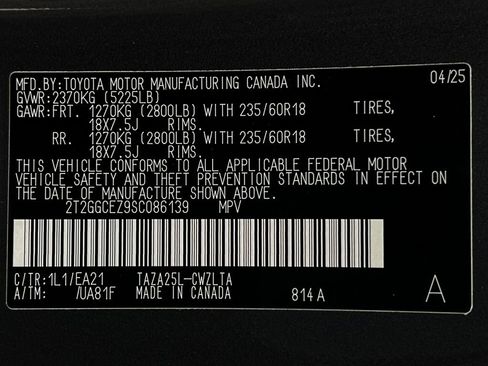 MFD.BY:TOYOTA MOTOR MANUFACTURING CANADA INC. 04/25
GVWR:2370KG (5225LB)
GAWR:FRT. 1270KG (2800LB) WITH 235/60R18 TIRES,
18X7.5J RIMS.
RR. 1270KG (2800LB) WITH 235/60R18 TIRES,
18X7.5J RIMS.
THIS VEHICLE CONFORMS TO ALL APPLICABLE FEDERAL MOTOR
VEHICLE SAFETY AND THEFT PREVENTION STANDARDS IN EFFECT ON
THE DATE OF MANUFACTURE SHOWN ABOVE.
2T2GGCEZ9SC086139 MPV
C/TR:1L1/EA21 TAZA25L-CWZLTA
A/TM: /UA81F MADE IN CANADA 814A A